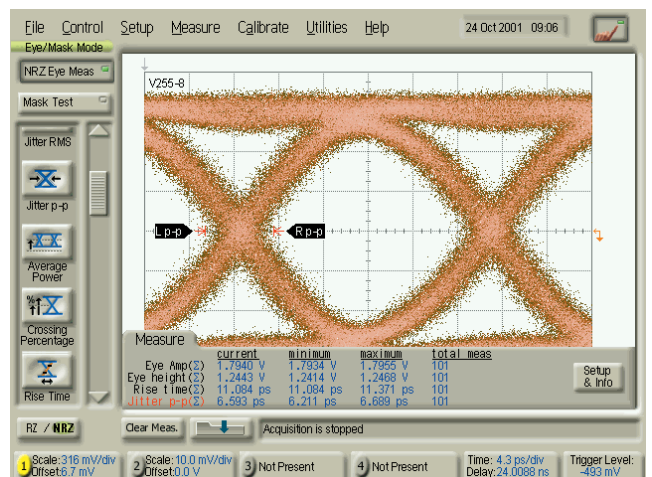 File Control Setup Measure Calibrate Utilities Help 24 Oct 2001 09:06
Eye/Mask Mode
NRZ Eye Meas
Mask Test
V255-8
Jitter RMS
Jitter p-p
Average
Power
Crossing
Percentage
Rise Time
L p-p R p-p
Measure
current minimum maximum total meas
Eye Amp(Σ) 1.7940 V 1.7934 V 1.7955 V 101
Eye height(Σ) 1.2443 V 1.2414 V 1.2468 V 101
Rise time(Σ) 11.084 ps 11.084 ps 11.371 ps 101
Jitter p-p(Σ) 6.593 ps 6.211 ps 6.689 ps 101
Setup
& Info
RZ / NRZ
Clear Meas.
Acquisition is stopped
1 Scale:316 mV/div
Offset:6.7 mV
2 Scale:10.0 mV/div
Offset:0.0 V
3 Not Present
4 Not Present
Time:4.3 ps/div
Delay:24.0088 ns
Trigger Level:
-493 mV